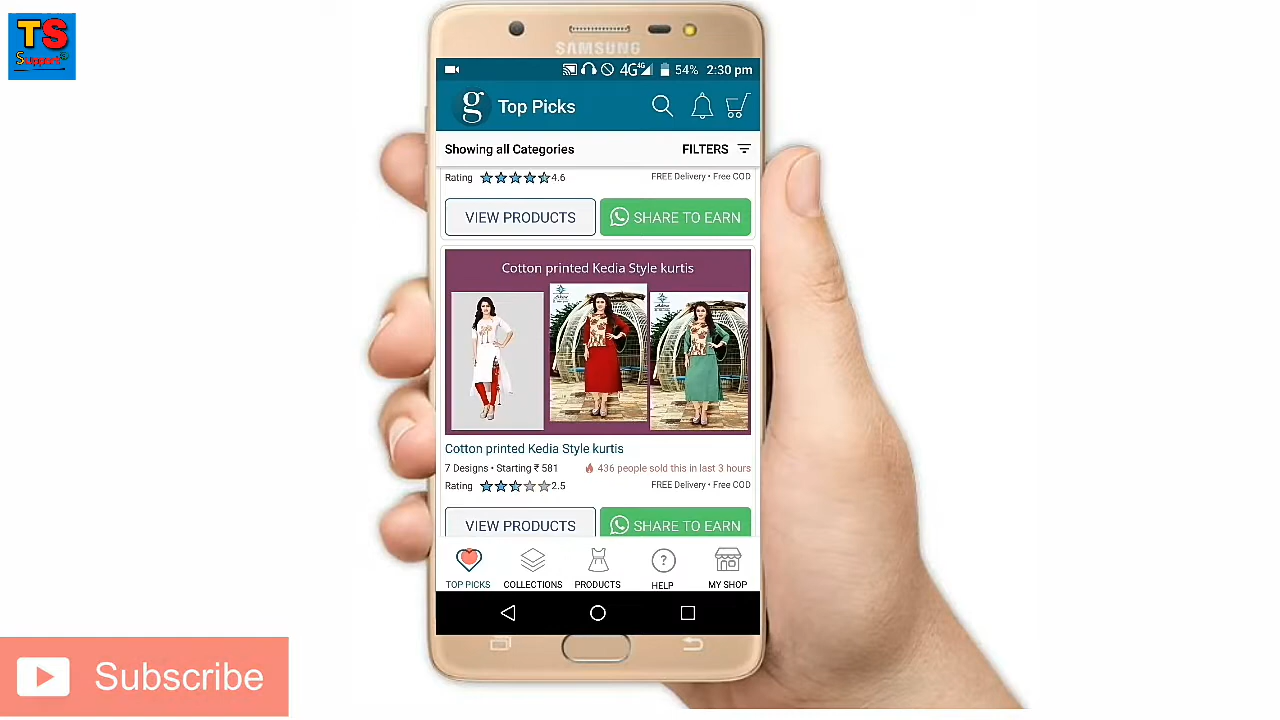 TS
Support
SAMSUNG
4G 4G 54% 2:30 pm
g Top Picks
Showing all Categories FILTERS
Rating 4.6 FREE Delivery • Free COD
VIEW PRODUCTS SHARE TO EARN
Cotton printed Kedia Style kurtis
Cotton printed Kedia Style kurtis
7 Designs • Starting ₹ 581 436 people sold this in last 3 hours
Rating 2.5 FREE Delivery • Free COD
VIEW PRODUCTS SHARE TO EARN
? 
TOP PICKS COLLECTIONS PRODUCTS HELP MY SHOP
Subscribe